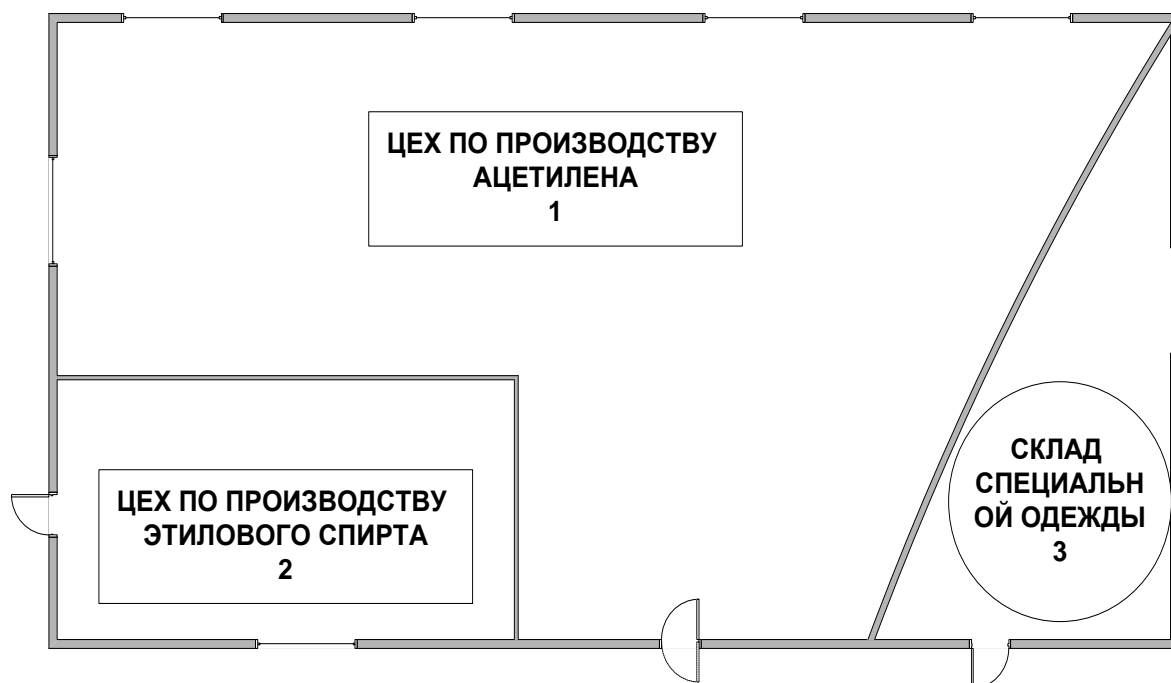 ЦЕХ ПО ПРОИЗВОДСТВУ
АЦЕТИЛЕНА
1
ЦЕХ ПО ПРОИЗВОДСТВУ
ЭТИЛОВОГО СПИРТА
2
СКЛАД
СПЕЦИАЛЬН
ОЙ ОДЕЖДЫ
3